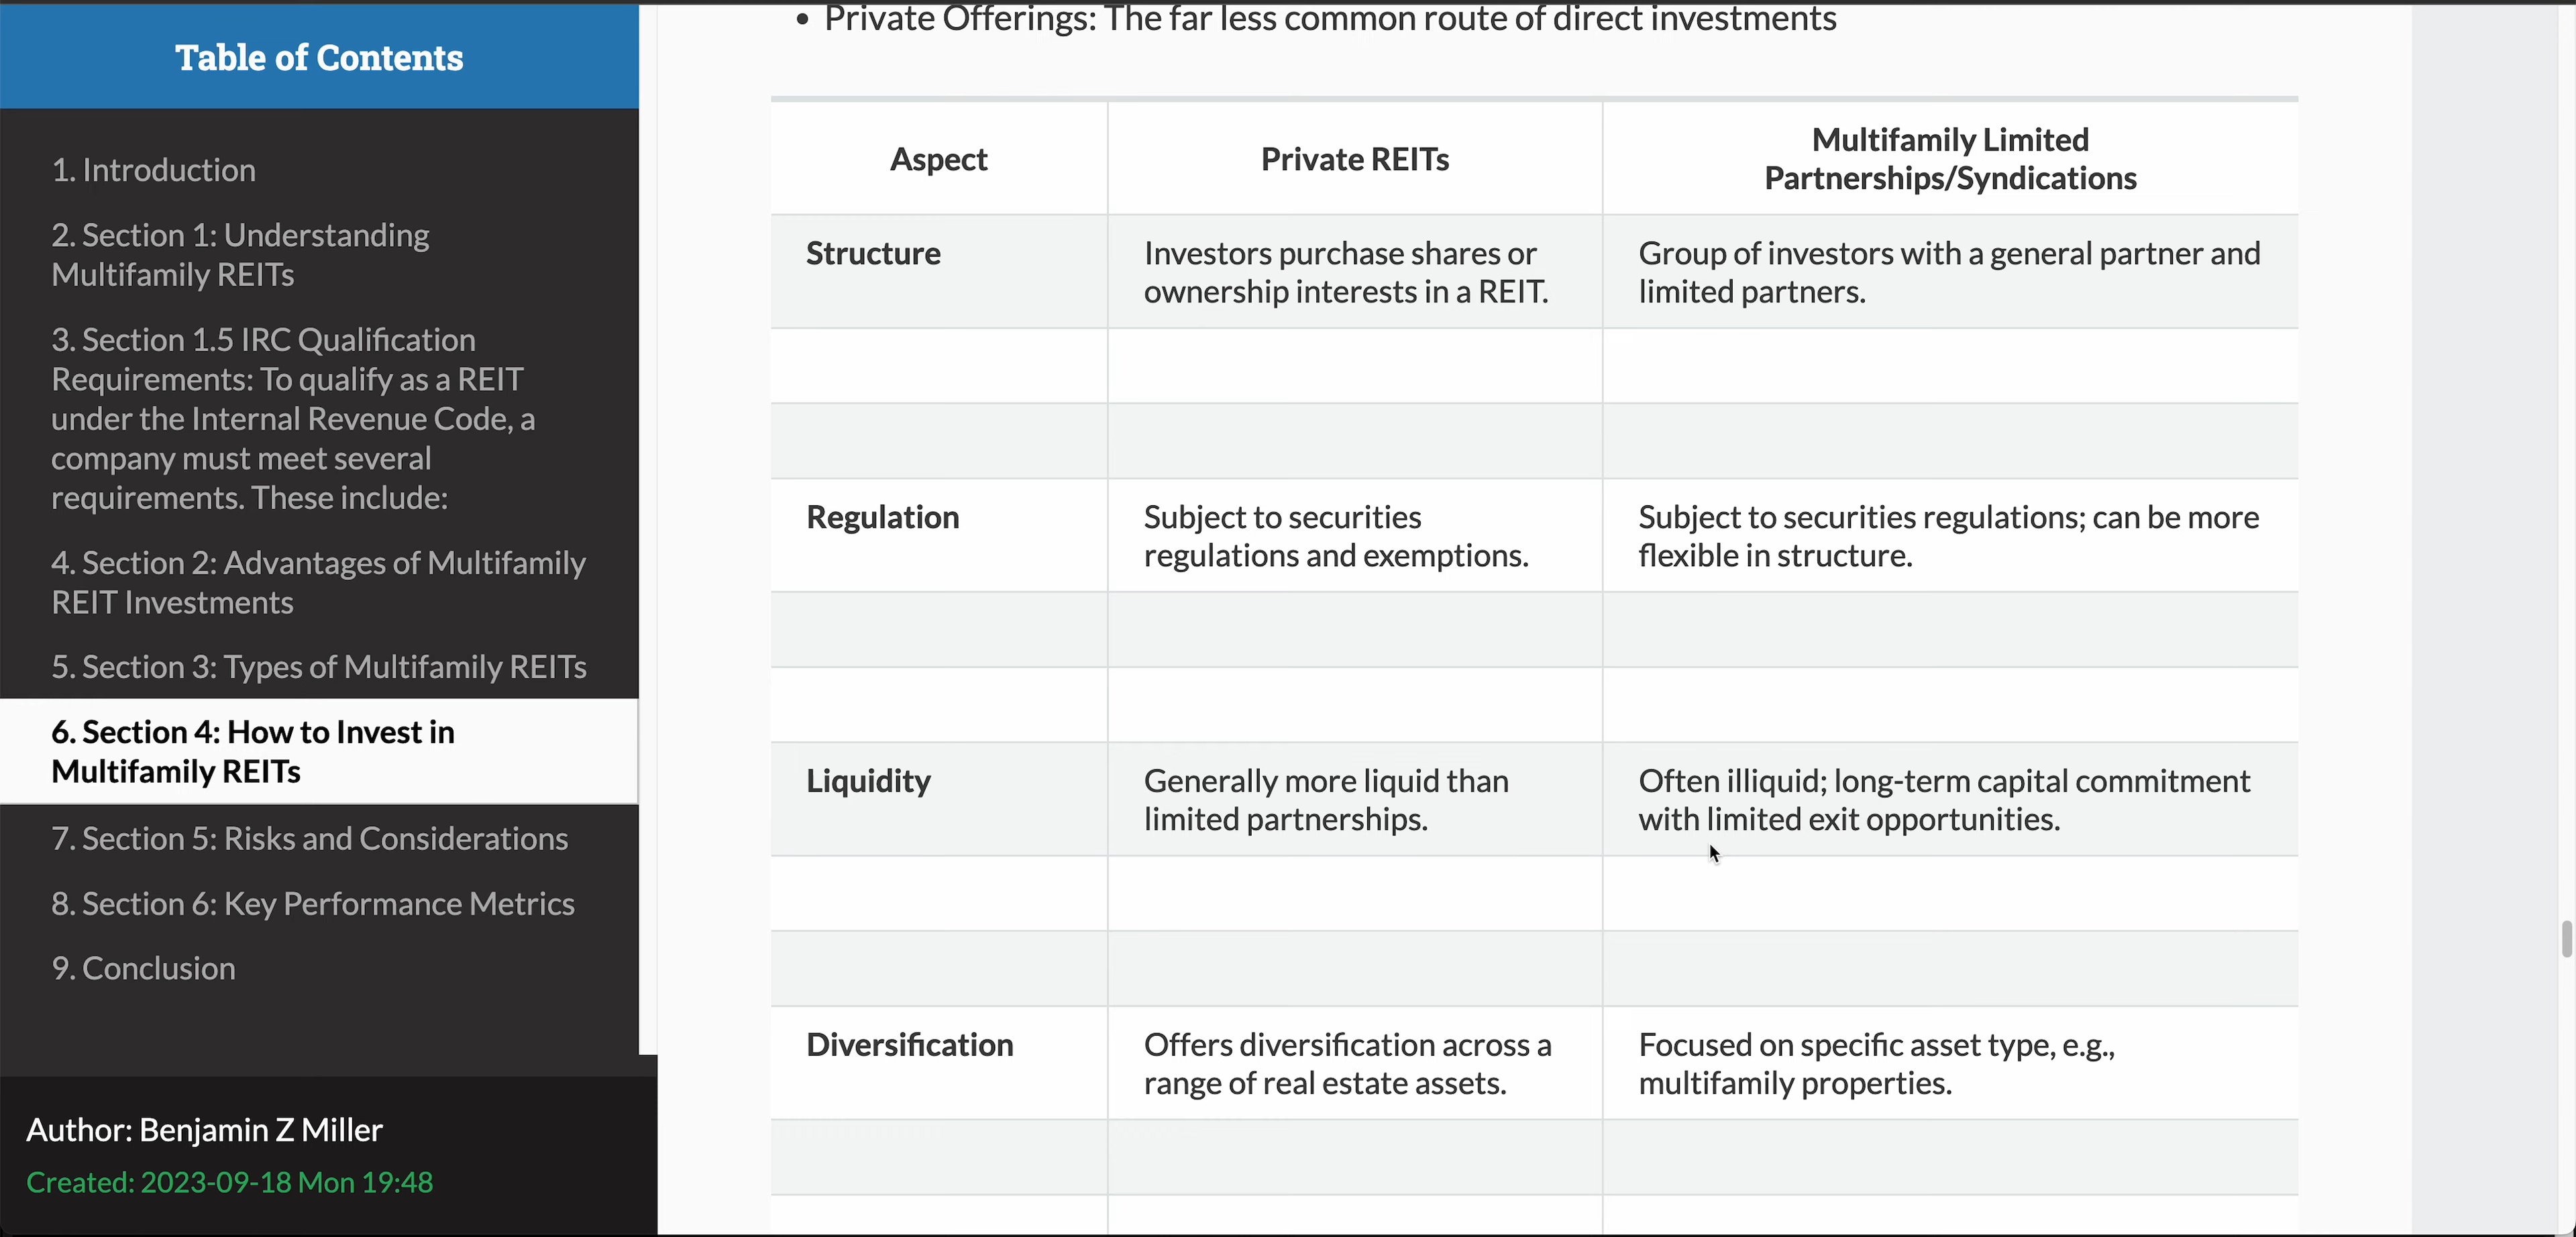 Table of Contents
1. Introduction
2. Section 1: Understanding
Multifamily REITs
3. Section 1.5 IRC Qualification
Requirements: To qualify as a REIT
under the Internal Revenue Code, a
company must meet several
requirements. These include:
4. Section 2: Advantages of Multifamily
REIT Investments
5. Section 3: Types of Multifamily REITs
6. Section 4: How to Invest in
Multifamily REITs
7. Section 5: Risks and Considerations
8. Section 6: Key Performance Metrics
9. Conclusion
Author: Benjamin Z Miller
Created: 2023-09-18 Mon 19:48
• Private Offerings: The far less common route of direct investments
Aspect
Private REITs
Multifamily Limited
Partnerships/Syndications
Structure
Investors purchase shares or
ownership interests in a REIT.
Group of investors with a general partner and
limited partners.
Regulation
Subject to securities
regulations and exemptions.
Subject to securities regulations; can be more
flexible in structure.
Liquidity
Generally more liquid than
limited partnerships.
Often illiquid; long-term capital commitment
with limited exit opportunities.
Diversification
Offers diversification across a
range of real estate assets.
Focused on specific asset type, e.g.,
multifamily properties.